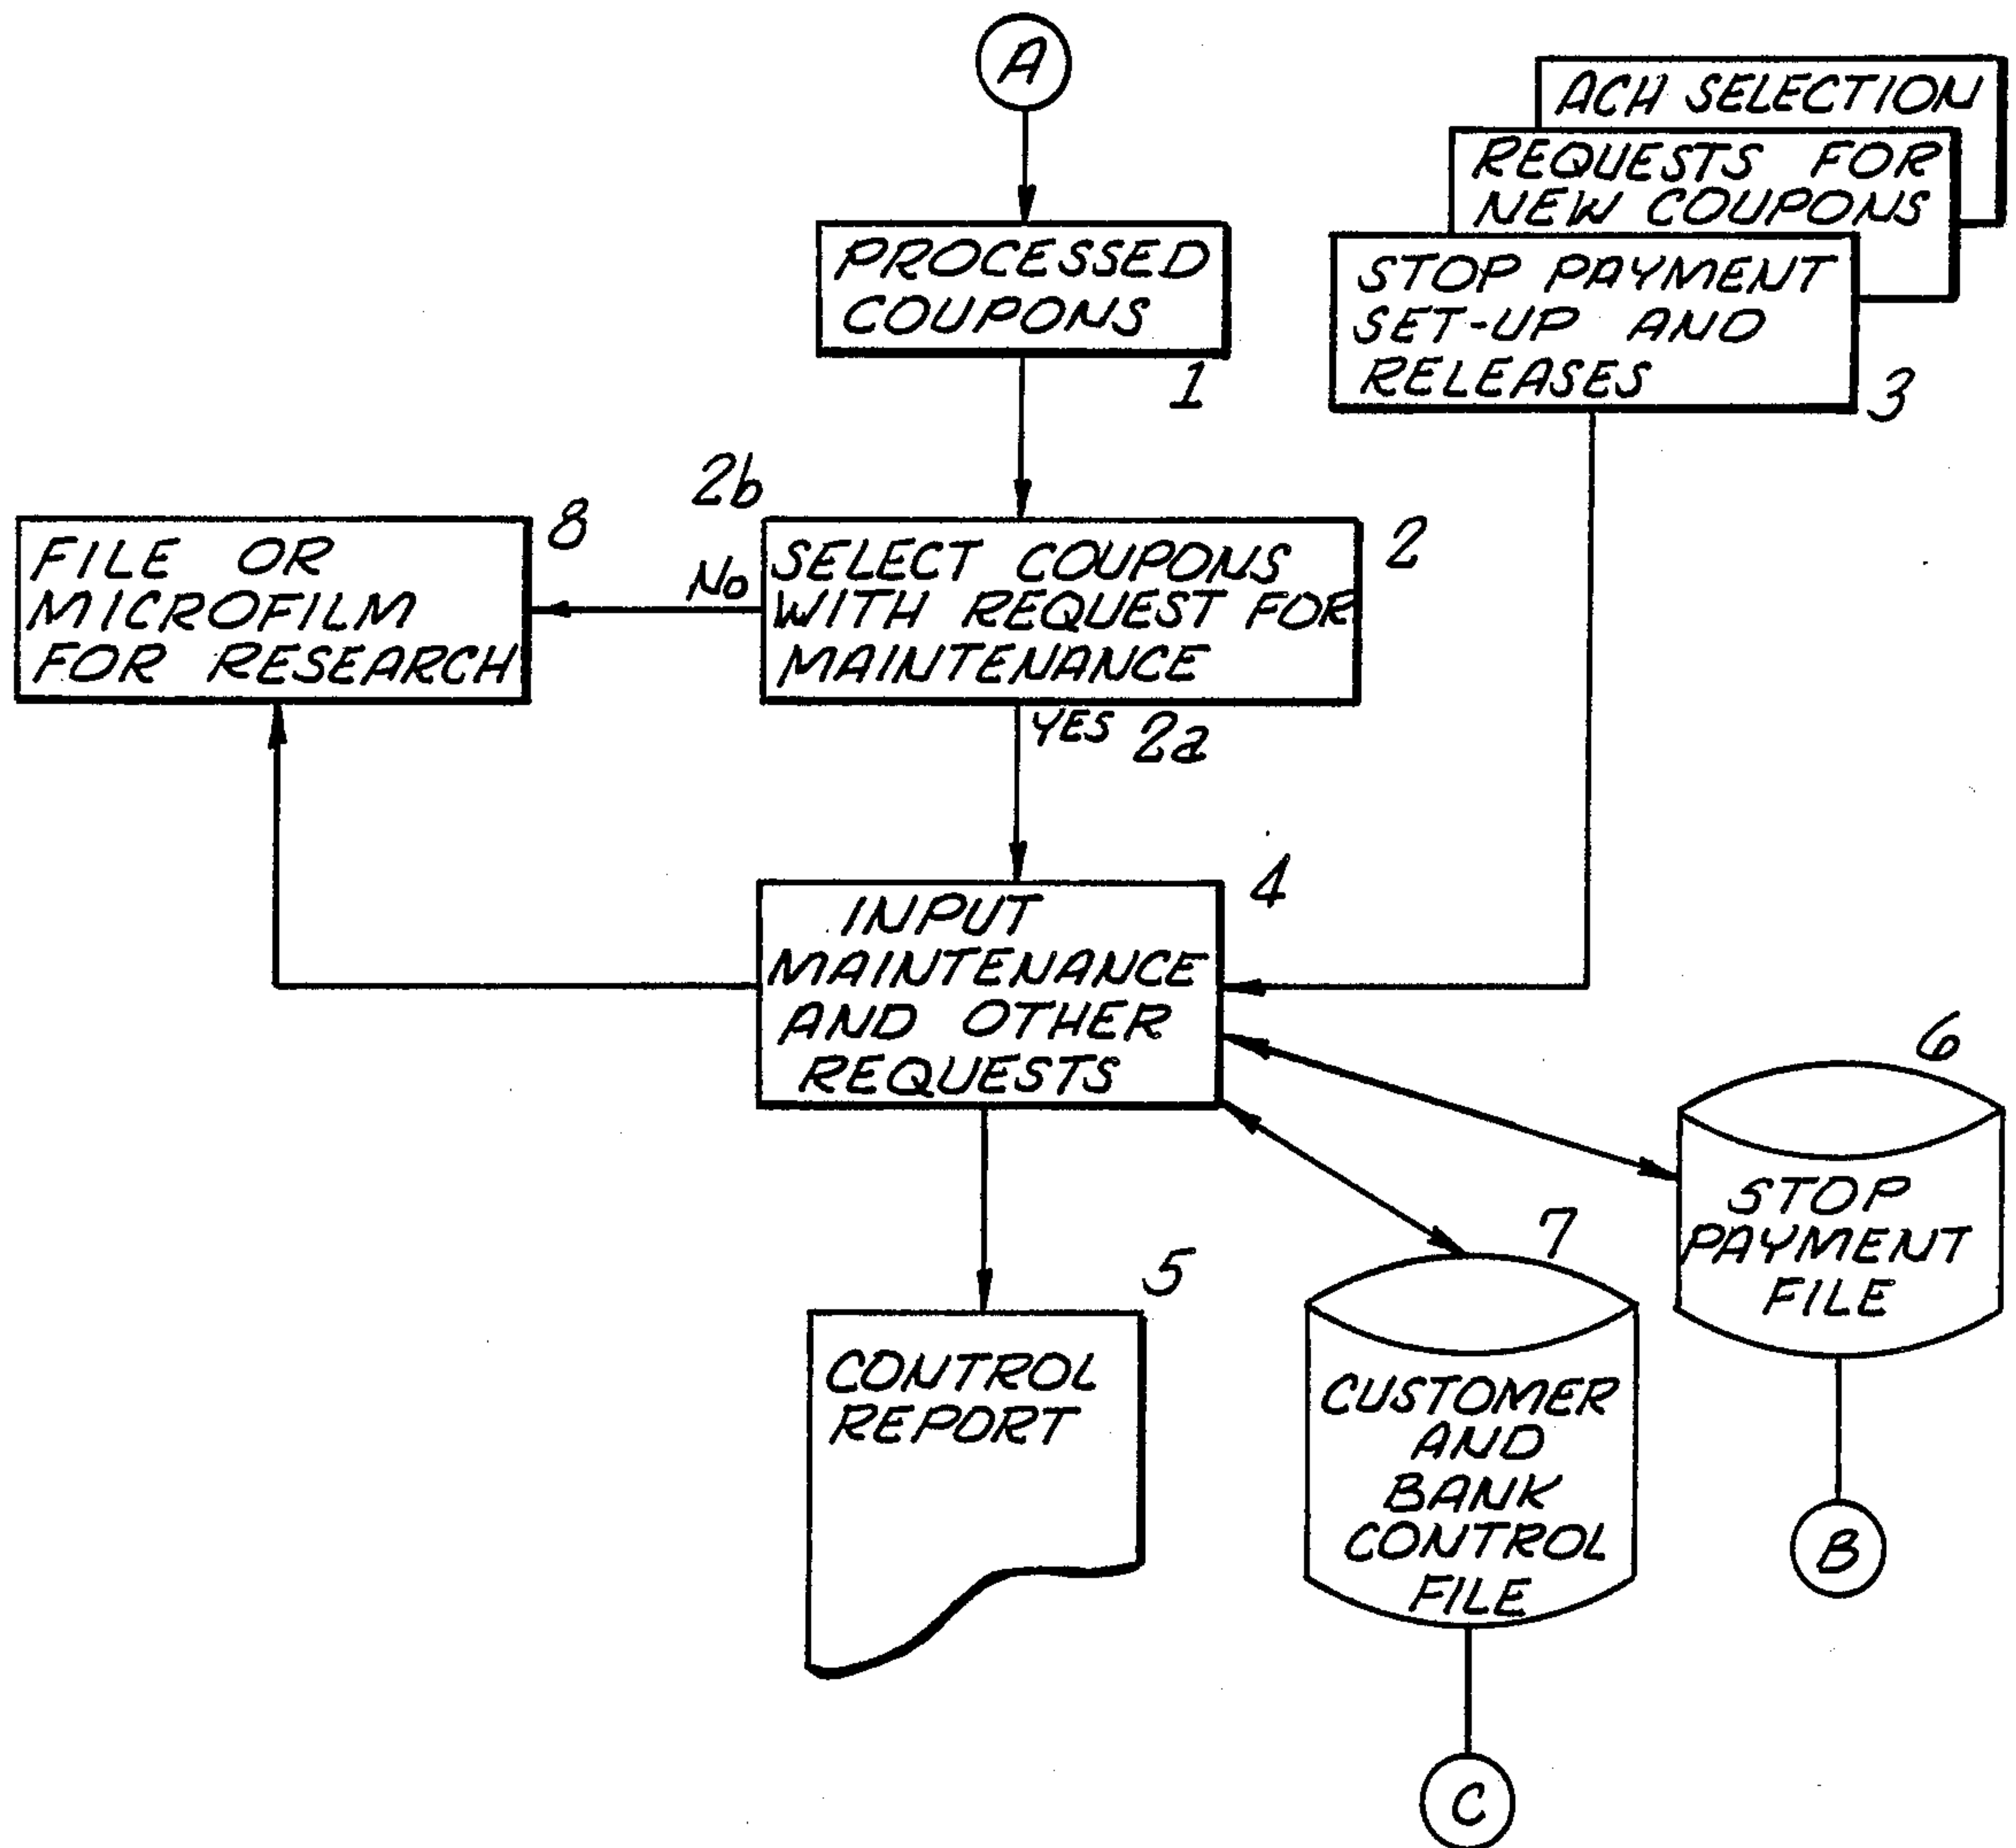 A
ACH SELECTION
REQUESTS FOR
NEW COUPONS
STOP PAYMENT
SET-UP AND
RELEASES
3
PROCESSED
COUPONS
1
2b
2
SELECT COUPONS
WITH REQUEST FOR
MAINTENANCE
No
8
FILE OR
MICROFILM
FOR RESEARCH
YES 2a
4
INPUT
MAINTENANCE
AND OTHER
REQUESTS
6
STOP
PAYMENT
FILE
B
7
CUSTOMER
AND
BANK
CONTROL
FILE
C
5
CONTROL
REPORT